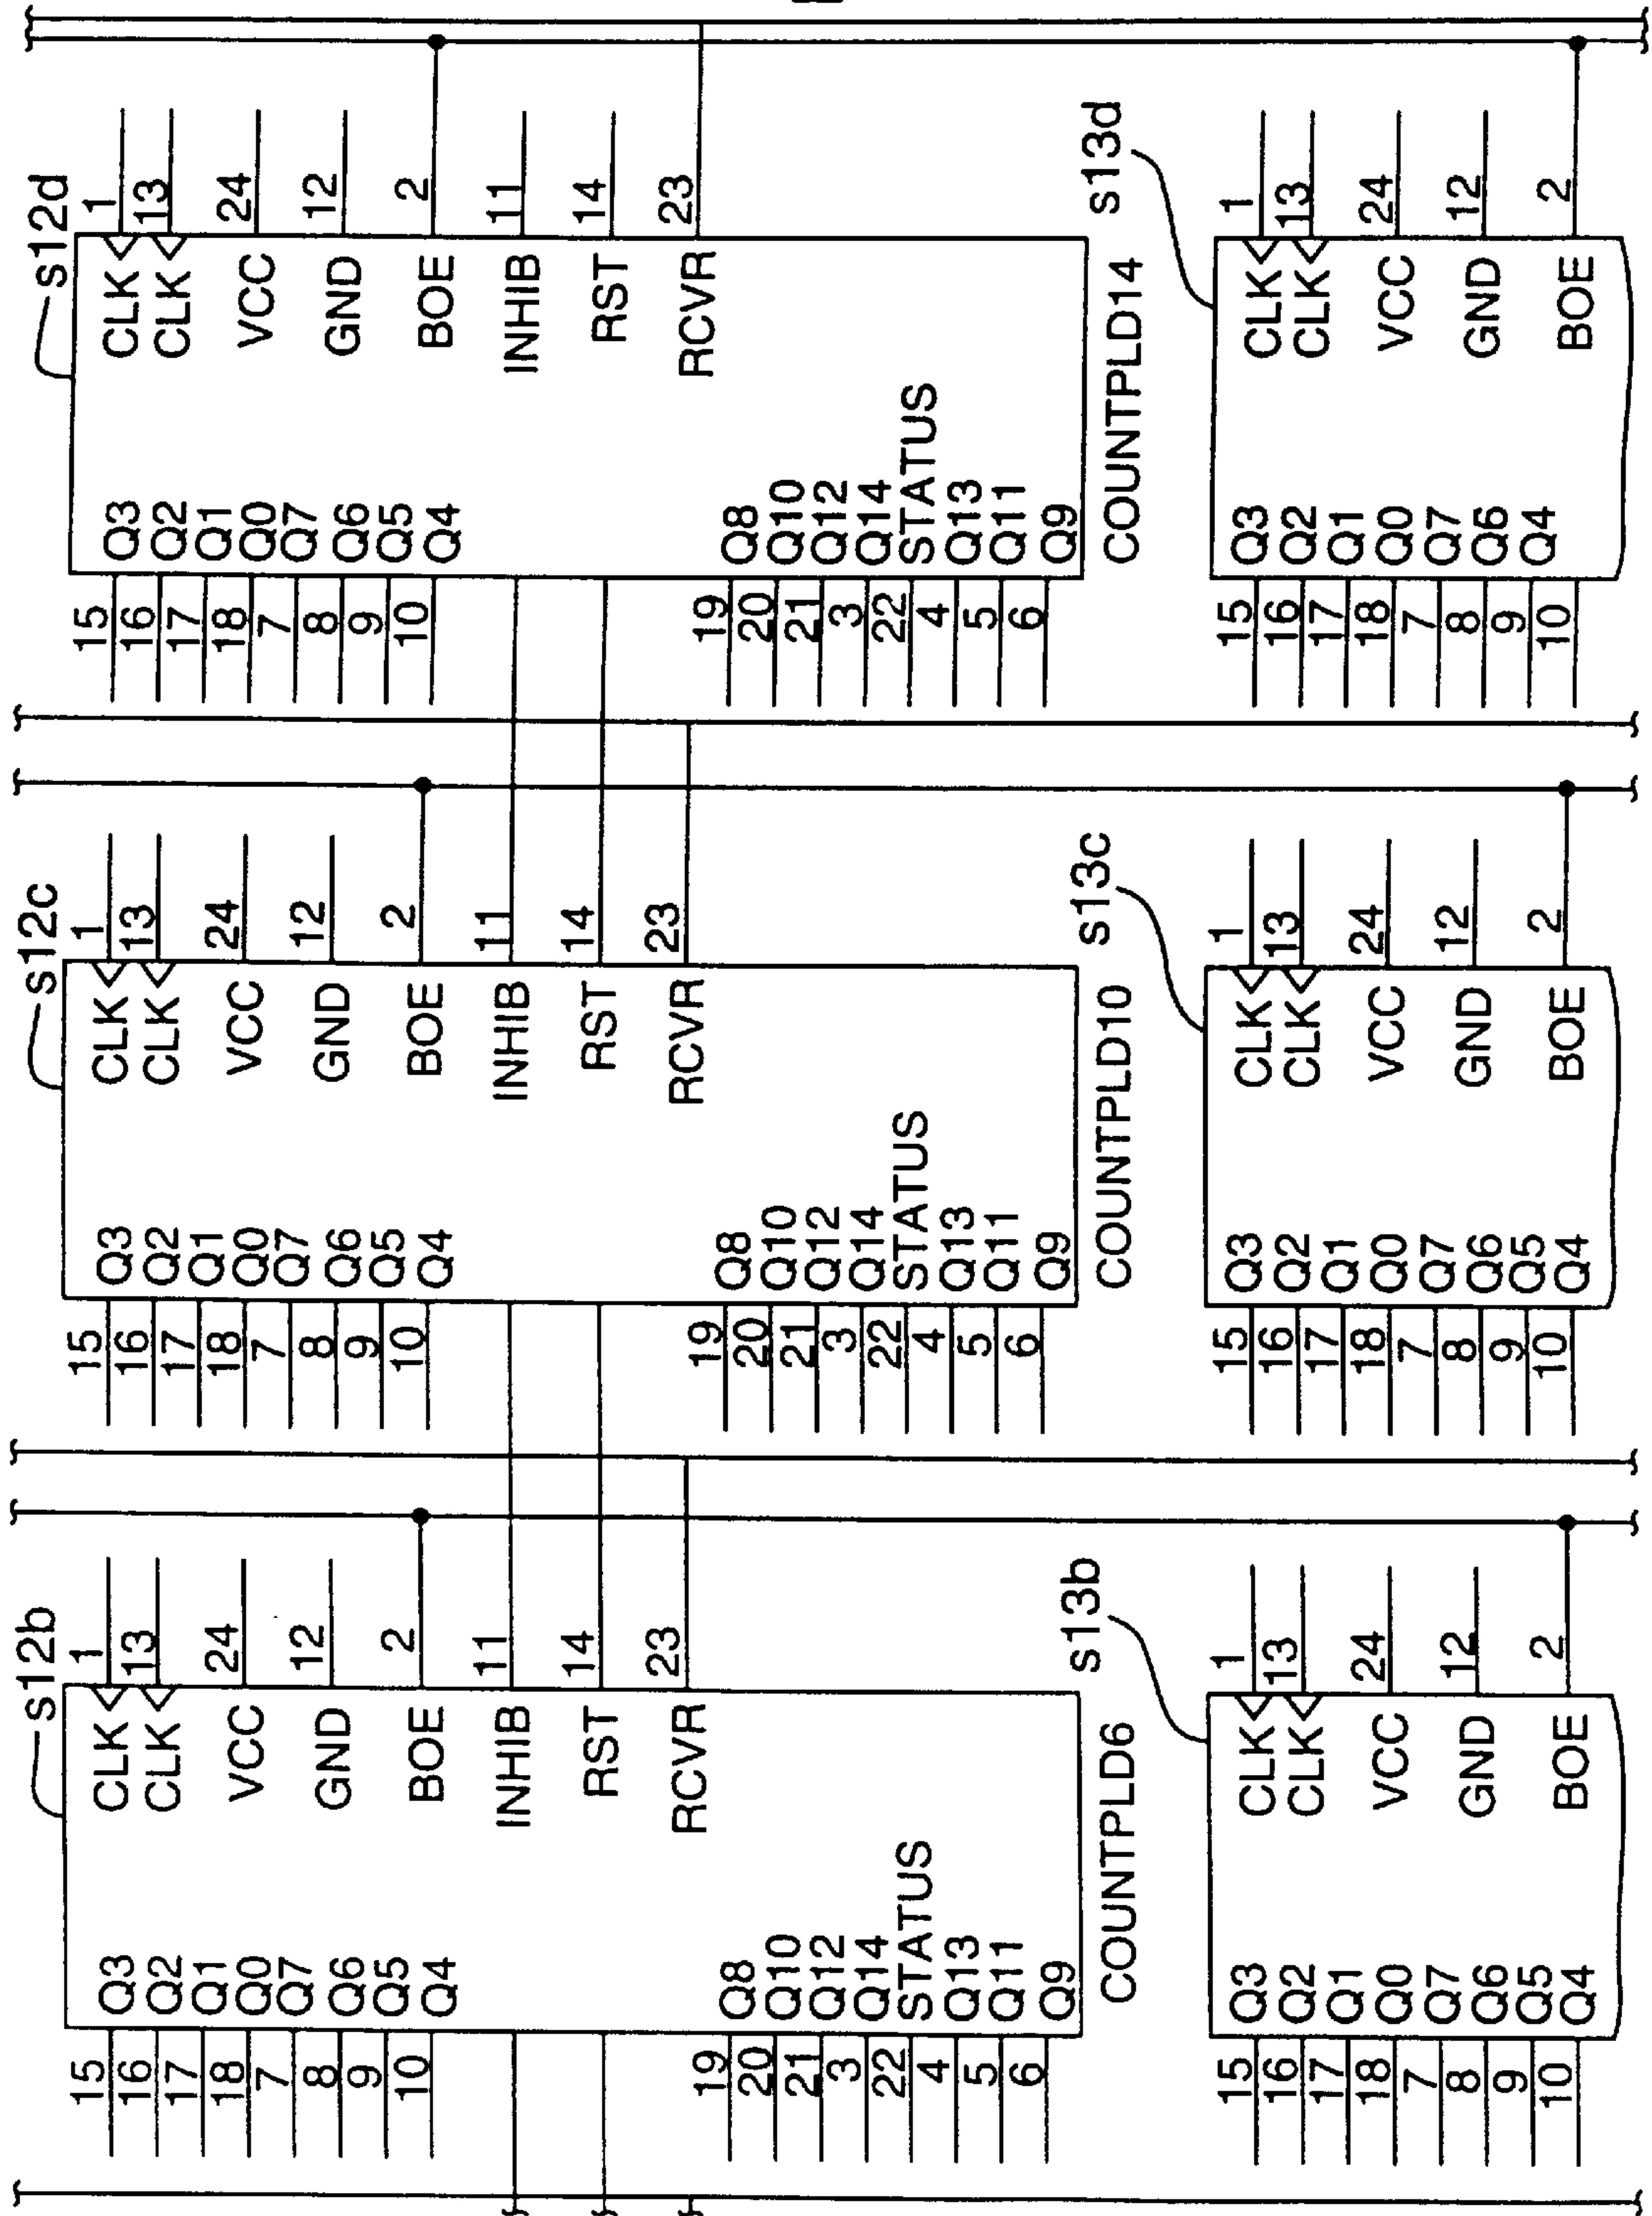 s12d
1
13
24
12
2
11
14
23
CLK
CLK
VCC
GND
BOE
INHIB
RST
RCVR
Q3
Q2
Q1
Q0
Q7
Q6
Q5
Q4
Q8
Q10
Q12
Q14
STATUS
Q13
Q11
Q9
15
16
17
18
7
8
9
10
19
20
21
3
22
4
5
6
COUNTPLD14
s13d
1
13
24
12
2
CLK
CLK
VCC
GND
BOE
Q3
Q2
Q1
Q0
Q7
Q6
Q4
15
16
17
18
7
8
9
10
s12c
1
13
24
12
2
11
14
23
CLK
CLK
VCC
GND
BOE
INHIB
RST
RCVR
Q3
Q2
Q1
Q0
Q7
Q6
Q5
Q4
Q8
Q10
Q12
Q14
STATUS
Q13
Q11
Q9
15
16
17
18
7
8
9
10
19
20
21
3
22
4
5
6
COUNTPLD10
s13c
1
13
24
12
2
CLK
CLK
VCC
GND
BOE
Q3
Q2
Q1
Q0
Q7
Q6
Q5
Q4
15
16
17
18
7
8
9
10
s12b
1
13
24
12
2
11
14
23
CLK
CLK
VCC
GND
BOE
INHIB
RST
RCVR
Q3
Q2
Q1
Q0
Q7
Q6
Q5
Q4
Q8
Q10
Q12
Q14
STATUS
Q13
Q11
Q9
15
16
17
18
7
8
9
10
19
20
21
3
22
4
5
6
COUNTPLD6
s13b
1
13
24
12
2
CLK
CLK
VCC
GND
BOE
Q3
Q2
Q1
Q0
Q7
Q6
Q5
Q4
15
16
17
18
7
8
9
10